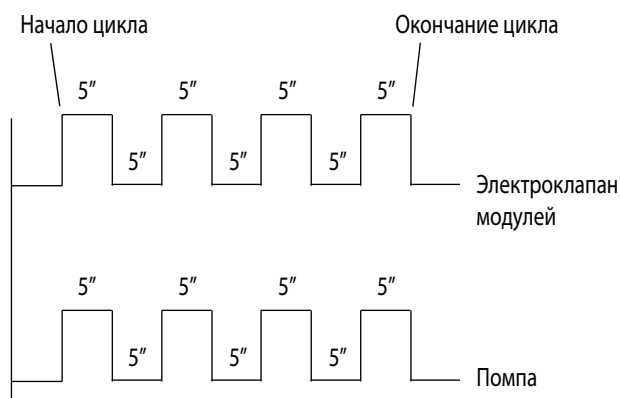 Начало цикла
Окончание цикла
5″ 5″ 5″ 5″
5″ 5″ 5″
Электроклапан
модулей
5″ 5″ 5″ 5″
5″ 5″ 5″
Помпа